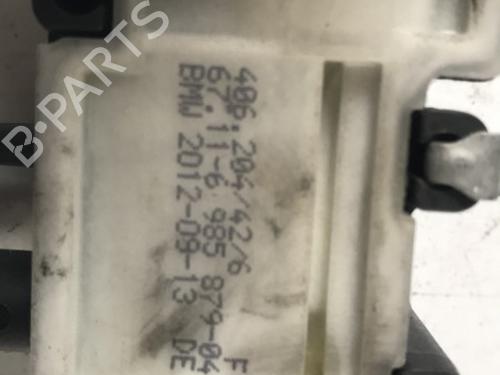 406.204/42/6
F
67.11-6 985 879-04
BMW 2012-09-13 DE
B-PARTS